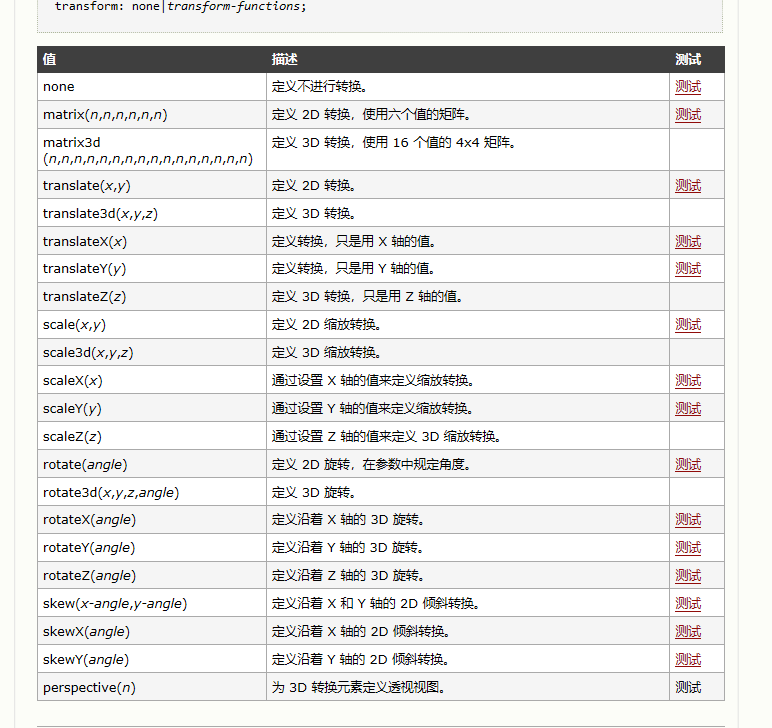 transform: none|transform-functions;
值 描述 测试
none 定义不进行转换。 测试
matrix(n,n,n,n,n,n) 定义 2D 转换，使用六个值的矩阵。 测试
matrix3d 定义 3D 转换，使用 16 个值的 4x4 矩阵。
(n,n,n,n,n,n,n,n,n,n,n,n,n,n,n,n)
translate(x,y) 定义 2D 转换。 测试
translate3d(x,y,z) 定义 3D 转换。
translateX(x) 定义转换，只是用 X 轴的值。 测试
translateY(y) 定义转换，只是用 Y 轴的值。 测试
translateZ(z) 定义 3D 转换，只是用 Z 轴的值。
scale(x,y) 定义 2D 缩放转换。 测试
scale3d(x,y,z) 定义 3D 缩放转换。
scaleX(x) 通过设置 X 轴的值来定义缩放转换。 测试
scaleY(y) 通过设置 Y 轴的值来定义缩放转换。 测试
scaleZ(z) 通过设置 Z 轴的值来定义 3D 缩放转换。
rotate(angle) 定义 2D 旋转，在参数中规定角度。 测试
rotate3d(x,y,z,angle) 定义 3D 旋转。
rotateX(angle) 定义沿着 X 轴的 3D 旋转。 测试
rotateY(angle) 定义沿着 Y 轴的 3D 旋转。 测试
rotateZ(angle) 定义沿着 Z 轴的 3D 旋转。 测试
skew(x-angle,y-angle) 定义沿着 X 和 Y 轴的 2D 倾斜转换。 测试
skewX(angle) 定义沿着 X 轴的 2D 倾斜转换。 测试
skewY(angle) 定义沿着 Y 轴的 2D 倾斜转换。 测试
perspective(n) 为 3D 转换元素定义透视视图。 测试